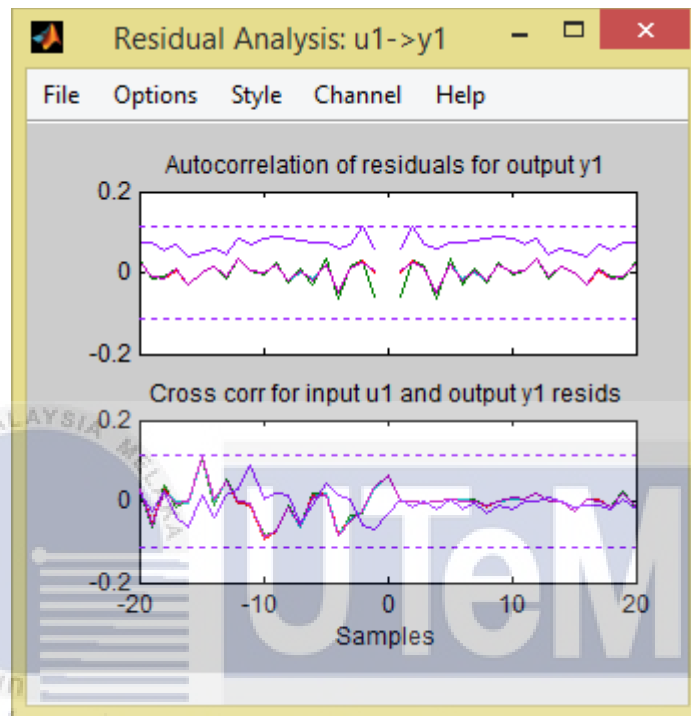 Residual Analysis: u1->y1
File Options Style Channel Help
Autocorrelation of residuals for output y1
0.2
0
-0.2
Cross corr for input u1 and output y1 resids
0.2
0
-0.2
-20 -10 0 10 20
Samples
UTeM